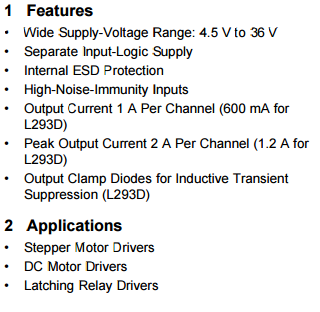 1 Features
• Wide Supply-Voltage Range: 4.5 V to 36 V
• Separate Input-Logic Supply
• Internal ESD Protection
• High-Noise-Immunity Inputs
• Output Current 1 A Per Channel (600 mA for
L293D)
• Peak Output Current 2 A Per Channel (1.2 A for
L293D)
• Output Clamp Diodes for Inductive Transient
Suppression (L293D)
2 Applications
• Stepper Motor Drivers
• DC Motor Drivers
• Latching Relay Drivers